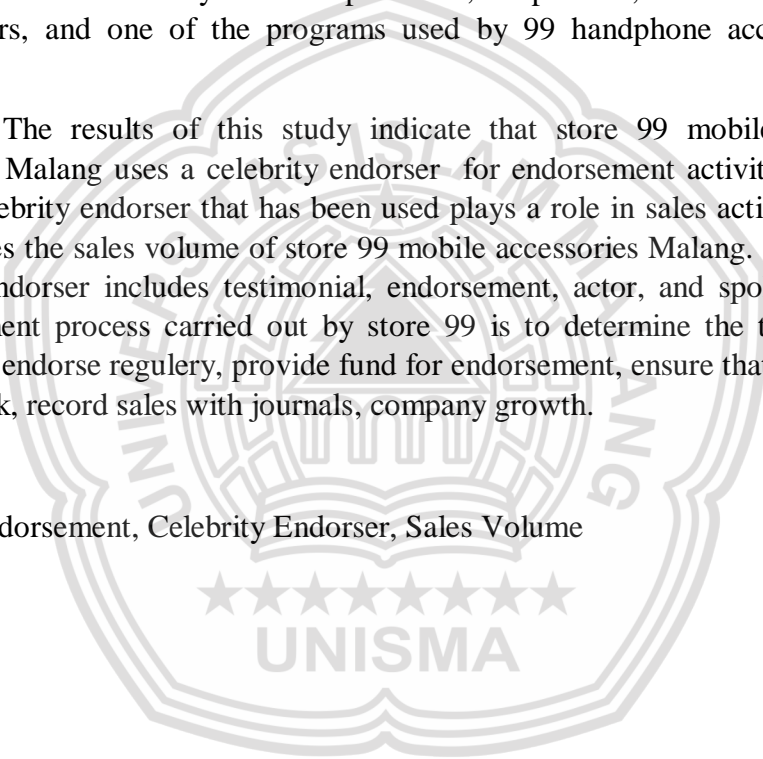 rs, and one of the programs used by 99 handphone acc
The results of this study indicate that store 99 mobile
Malang uses a celebrity endorser for endorsement activit
ebrity endorser that has been used plays a role in sales acti
es the sales volume of store 99 mobile accessories Malang.
ndorser includes testimonial, endorsement, actor, and spo
ent process carried out by store 99 is to determine the t
endorse regulery, provide fund for endorsement, ensure that
k, record sales with journals, company growth.
dorsement, Celebrity Endorser, Sales Volume
UNIVERSITAS ISLAM MALANG
★★★★★★★★
UNISMA